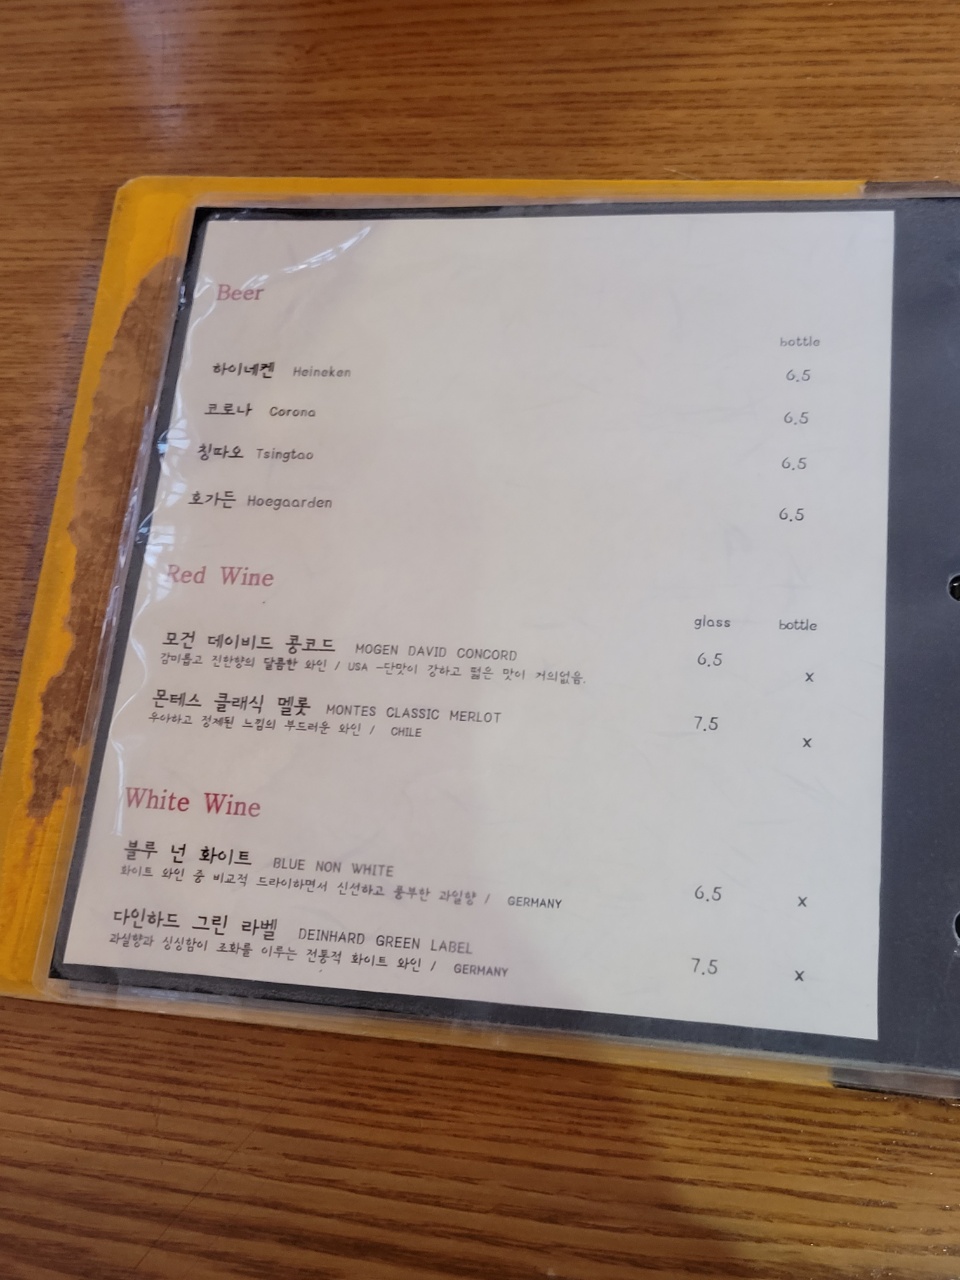 Beer
bottle
하이네켄 Heineken 6.5
코로나 Corona 6.5
칭따오 Tsingtao 6.5
호가든 Hoegaarden 6.5
Red Wine
glass bottle
모건 데이비드 콩코드 MOGEN DAVID CONCORD 6.5 x
감미롭고 진한향의 달콤한 와인 / USA -단맛이 강하고 떫은 맛이 거의없음.
몬테스 클래식 멜롯 MONTES CLASSIC MERLOT 7.5 x
우아하고 정제된 느낌의 부드러운 와인 / CHILE
White Wine
블루 넌 화이트 BLUE NON WHITE 6.5 x
화이트 와인 중 비교적 드라이하면서 신선하고 풍부한 과일향 / GERMANY
다인하드 그린 라벨 DEINHARD GREEN LABEL 7.5 x
과실향과 싱싱함이 조화를 이루는 전통적 화이트 와인 / GERMANY